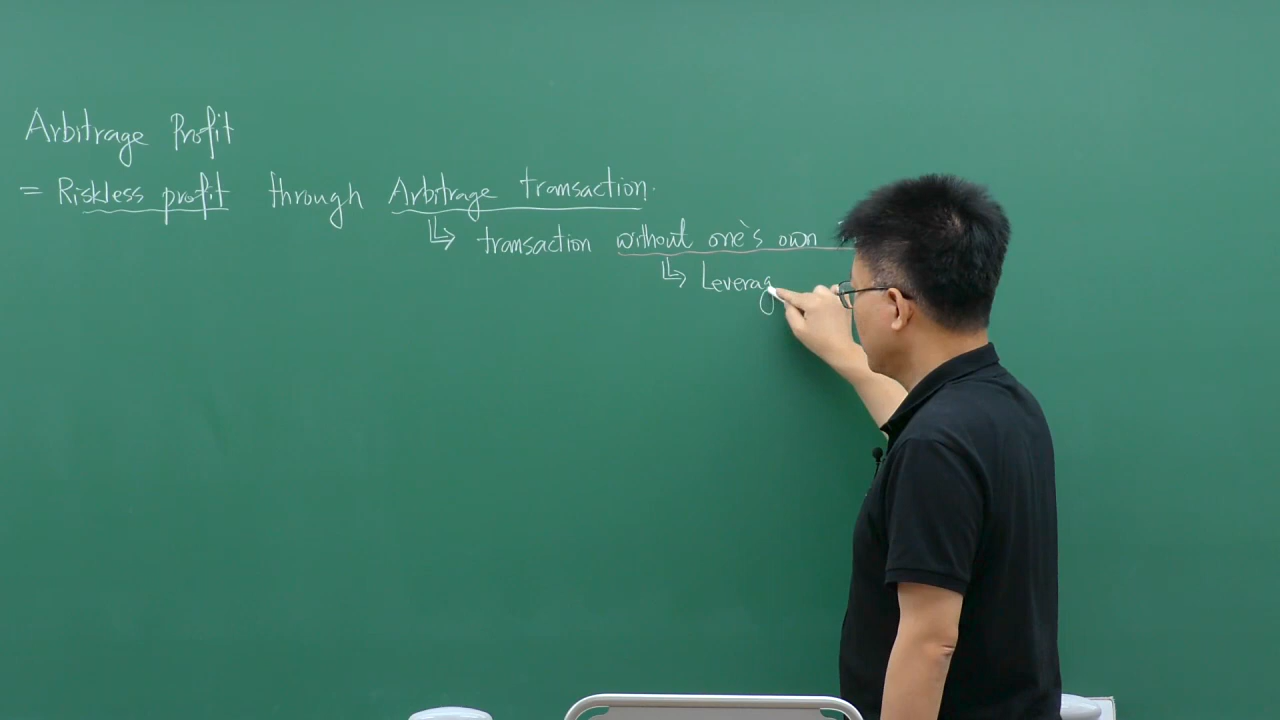 Arbitrage Profit
= Riskless profit through Arbitrage transaction.
transaction without one's own
Leverag